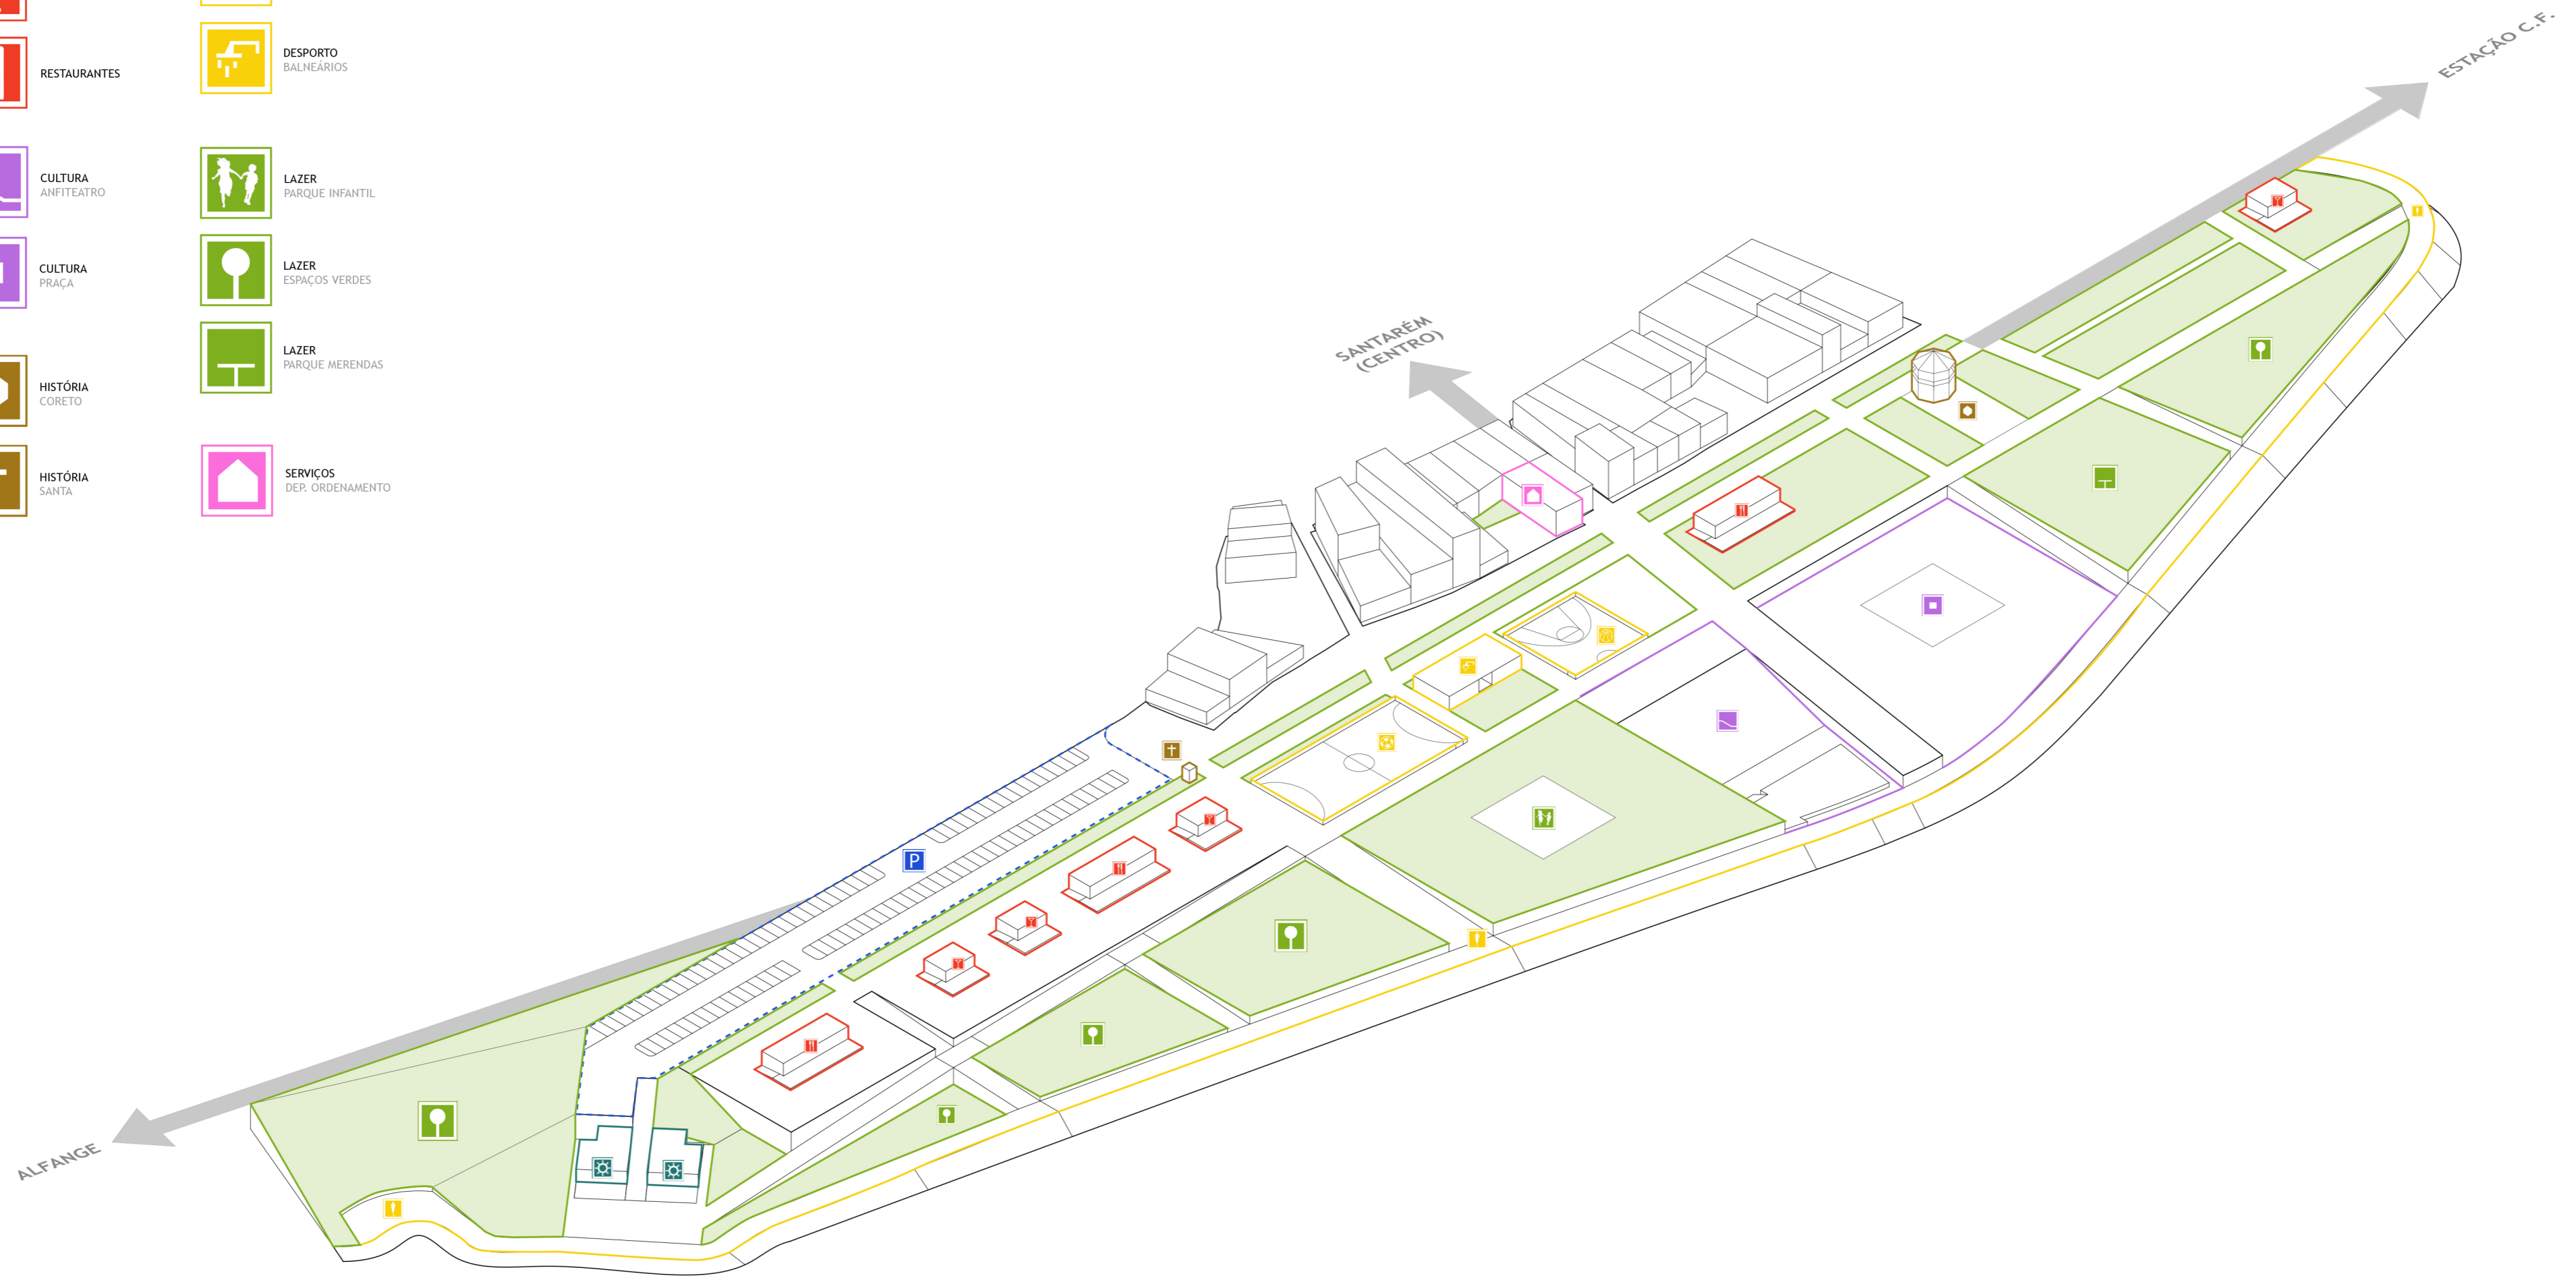 RESTAURANTES
CULTURA
ANFITEATRO
CULTURA
PRAÇA
HISTÓRIA
CORETO
HISTÓRIA
SANTA
DESPORTO
BALNEÁRIOS
LAZER
PARQUE INFANTIL
LAZER
ESPAÇOS VERDES
LAZER
PARQUE MERENDAS
SERVIÇOS
DEP. ORDENAMENTO
ESTAÇÃO C.F.
SANTARÉM
(CENTRO)
P
ALFANGE